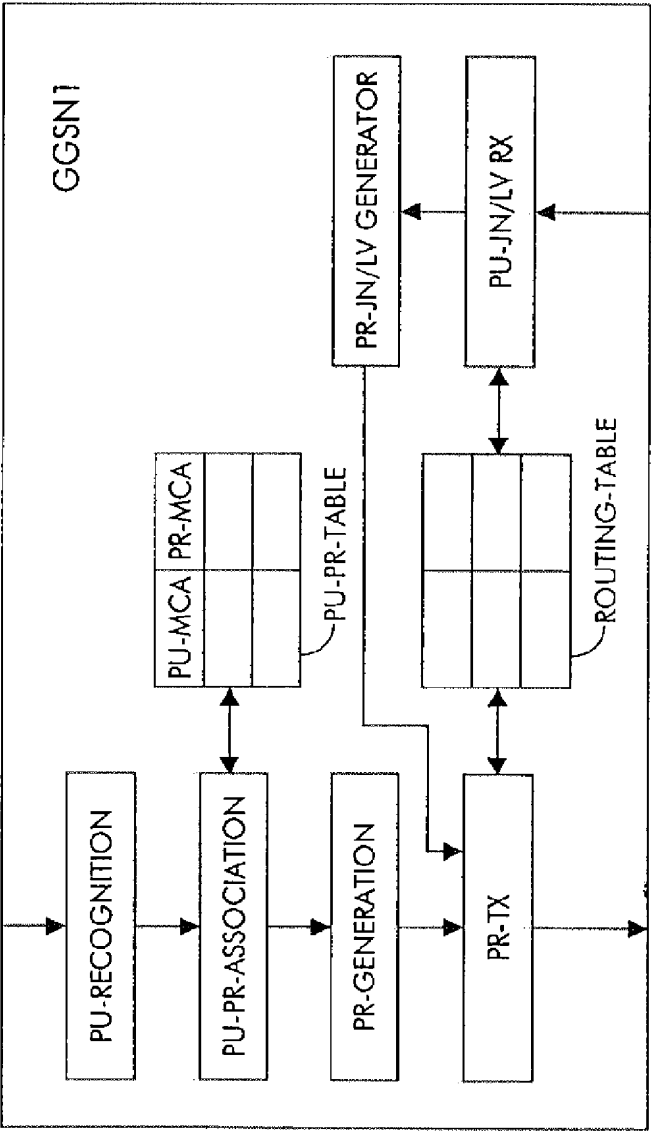 GGSN1
PU-RECOGNITION
PU-PR-ASSOCIATION
PR-GENERATION
PR-TX
PU-MCA PR-MCA
PU-PR-TABLE
ROUTING-TABLE
PR-JN/LV GENERATOR
PU-JN/LV RX